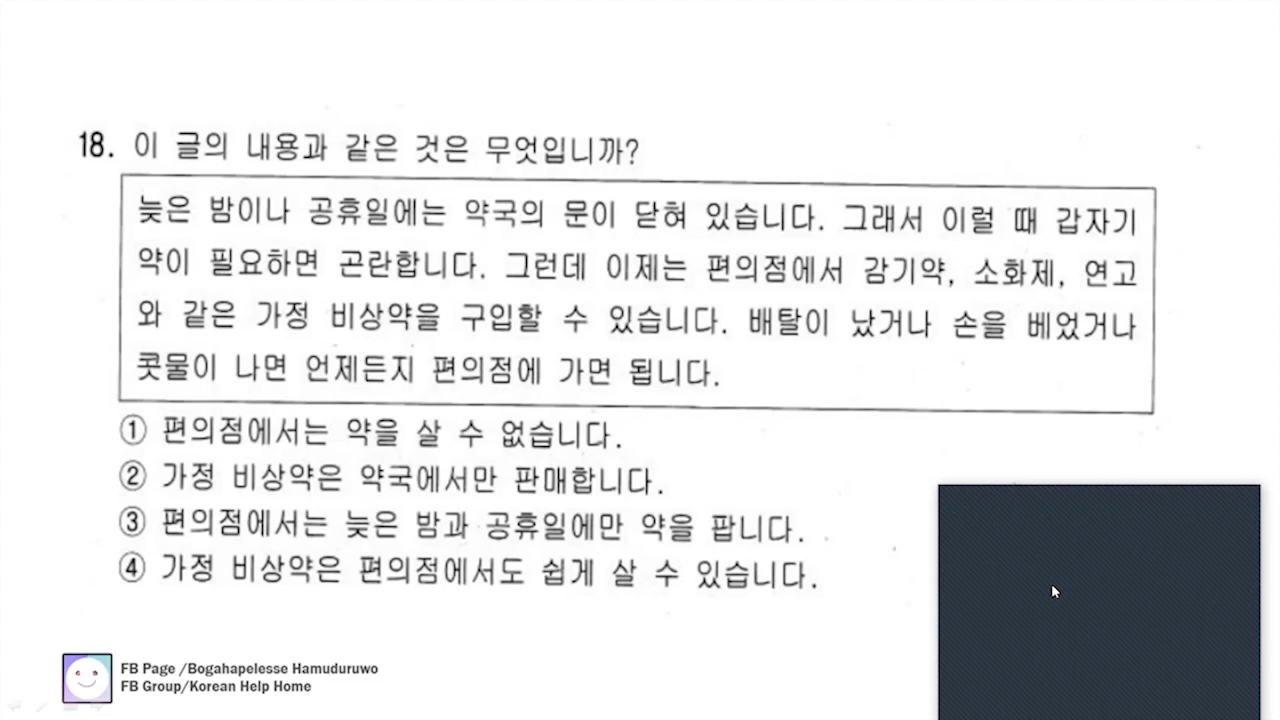 18. 이 글의 내용과 같은 것은 무엇입니까?
늦은 밤이나 공휴일에는 약국의 문이 닫혀 있습니다. 그래서 이럴 때 갑자기
약이 필요하면 곤란합니다. 그런데 이제는 편의점에서 감기약, 소화제, 연고
와 같은 가정 비상약을 구입할 수 있습니다. 배탈이 났거나 손을 베었거나
콧물이 나면 언제든지 편의점에 가면 됩니다.
① 편의점에서는 약을 살 수 없습니다.
② 가정 비상약은 약국에서만 판매합니다.
③ 편의점에서는 늦은 밤과 공휴일에만 약을 팝니다.
④ 가정 비상약은 편의점에서도 쉽게 살 수 있습니다.
FB Page /Bogahapelesse Hamuduruwo
FB Group/Korean Help Home